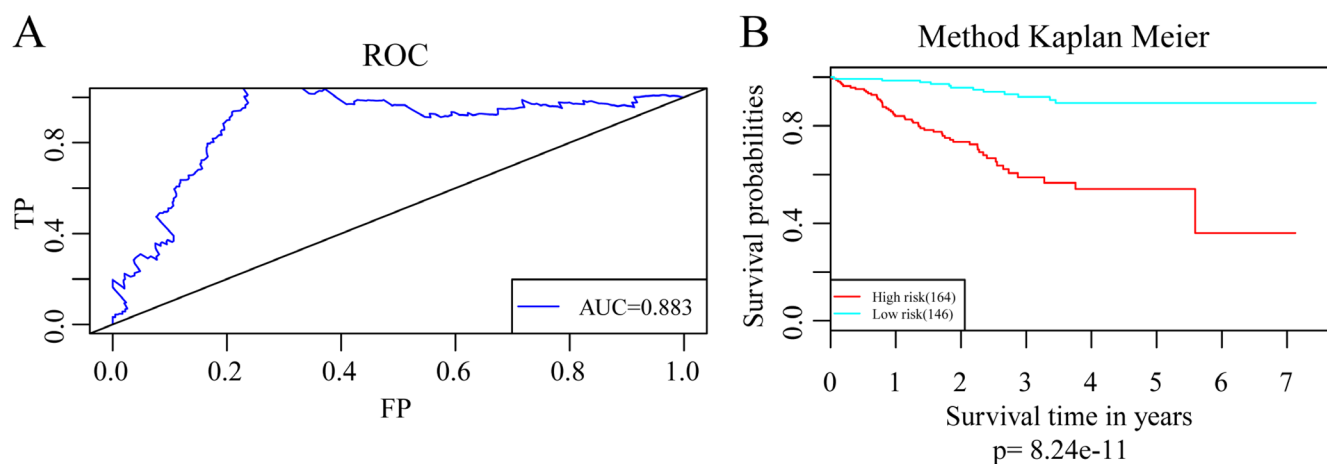 A
ROC
TP
0.0
0.4
0.8
0.0 0.2 0.4 0.6 0.8 1.0
FP
AUC=0.883
B
Method Kaplan Meier
Survival probabilities
0.0
0.4
0.8
High risk(164)
Low risk(146)
0 1 2 3 4 5 6 7
Survival time in years
p= 8.24e-11